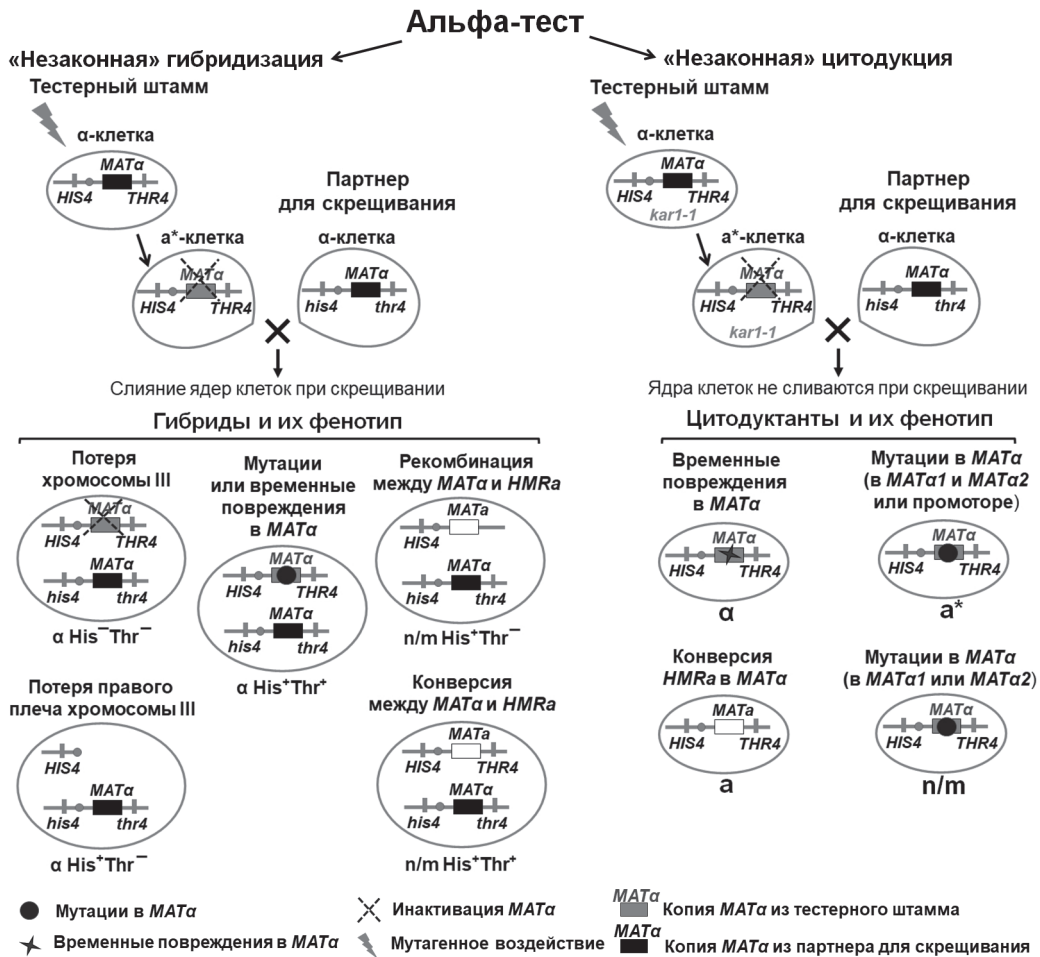 Альфа-тест
«Незаконная» гибридизация
Тестерный штамм
α-клетка
MATα
HIS4 THR4
Партнер
для скрещивания
a*-клетка
α-клетка
MATα
HIS4 THR4
MATα
his4 thr4
Слияние ядер клеток при скрещивании
Гибриды и их фенотип
Потеря
хромосомы III
MATα
HIS4 THR4
MATα
his4 thr4
α His⁻Thr⁻
Мутации
или временные
повреждения
в MATα
MATα
HIS4 THR4
MATα
his4 thr4
α His⁺Thr⁺
Рекомбинация
между MATα и HMRa
MATa
HIS4
MATα
his4 thr4
n/m His⁺Thr⁻
Потеря правого
плеча хромосомы III
HIS4
MATα
his4 thr4
α His⁺Thr⁻
Конверсия
между MATα и HMRa
MATa
HIS4 THR4
MATα
his4 thr4
n/m His⁺Thr⁺
«Незаконная» цитодукция
Тестерный штамм
α-клетка
MATα
HIS4 THR4
kar1-1
Партнер
для скрещивания
a*-клетка
α-клетка
MATα
HIS4 THR4
kar1-1
MATα
his4 thr4
Ядра клеток не сливаются при скрещивании
Цитодуктанты и их фенотип
Временные
повреждения
в MATα
MATα
HIS4 THR4
α
Мутации в MATα
(в MATα1 и MATα2
или промоторе)
MATα
HIS4 THR4
a*
Конверсия
HMRa в MATα
MATa
HIS4 THR4
a
Мутации в MATα
(в MATα1 или MATα2)
MATα
HIS4 THR4
n/m
Мутации в MATα
Временные повреждения в MATα
Инактивация MATα
Мутагенное воздействие
MATα
Копия MATα из тестерного штамма
MATα
Копия MATα из партнера для скрещивания